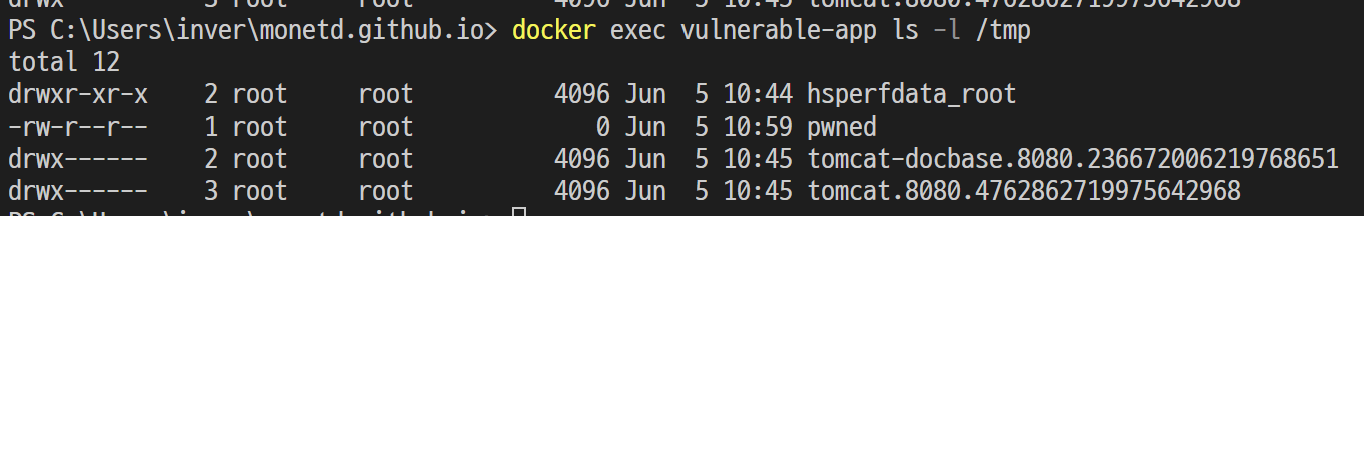 PS C:\Users\inver\monetd.github.io> docker exec vulnerable-app ls -l /tmp
total 12
drwxr-xr-x    2 root     root          4096 Jun  5 10:44 hsperfdata_root
-rw-r--r--    1 root     root             0 Jun  5 10:59 pwned
drwx------    2 root     root          4096 Jun  5 10:45 tomcat-docbase.8080.236672006219768651
drwx------    3 root     root          4096 Jun  5 10:45 tomcat.8080.4762862719975642968